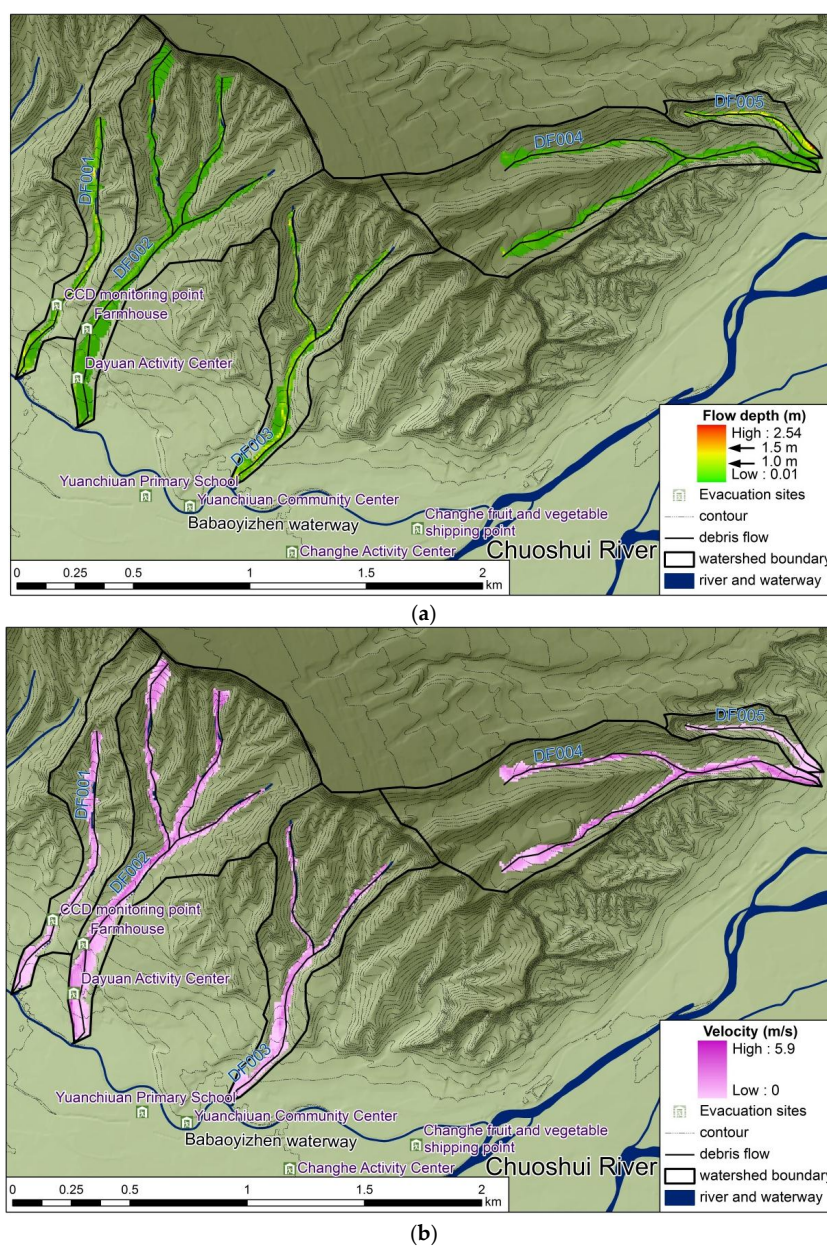 DF005
DF004
DF001
DF002
CCD monitoring point
Farmhouse
Dayuan Activity Center
DF003
Yuanchiuan Primary School
Yuanchiuan Community Center
Babaoyizhen waterway
Changhe fruit and vegetable
shipping point
Changhe Activity Center
Chuoshui River
0 0.25 0.5 1 1.5 2
km
Flow depth (m)
High : 2.54
1.5 m
1.0 m
Low : 0.01
Evacuation sites
contour
debris flow
watershed boundary
river and waterway
(a)
DF005
DF004
DF001
DF002
CCD monitoring point
Farmhouse
Dayuan Activity Center
DF003
Yuanchiuan Primary School
Yuanchiuan Community Center
Babaoyizhen waterway
Changhe fruit and vegetable
shipping point
Changhe Activity Center
Chuoshui River
0 0.25 0.5 1 1.5 2
km
Velocity (m/s)
High : 5.9
Low : 0
Evacuation sites
contour
debris flow
watershed boundary
river and waterway
(b)